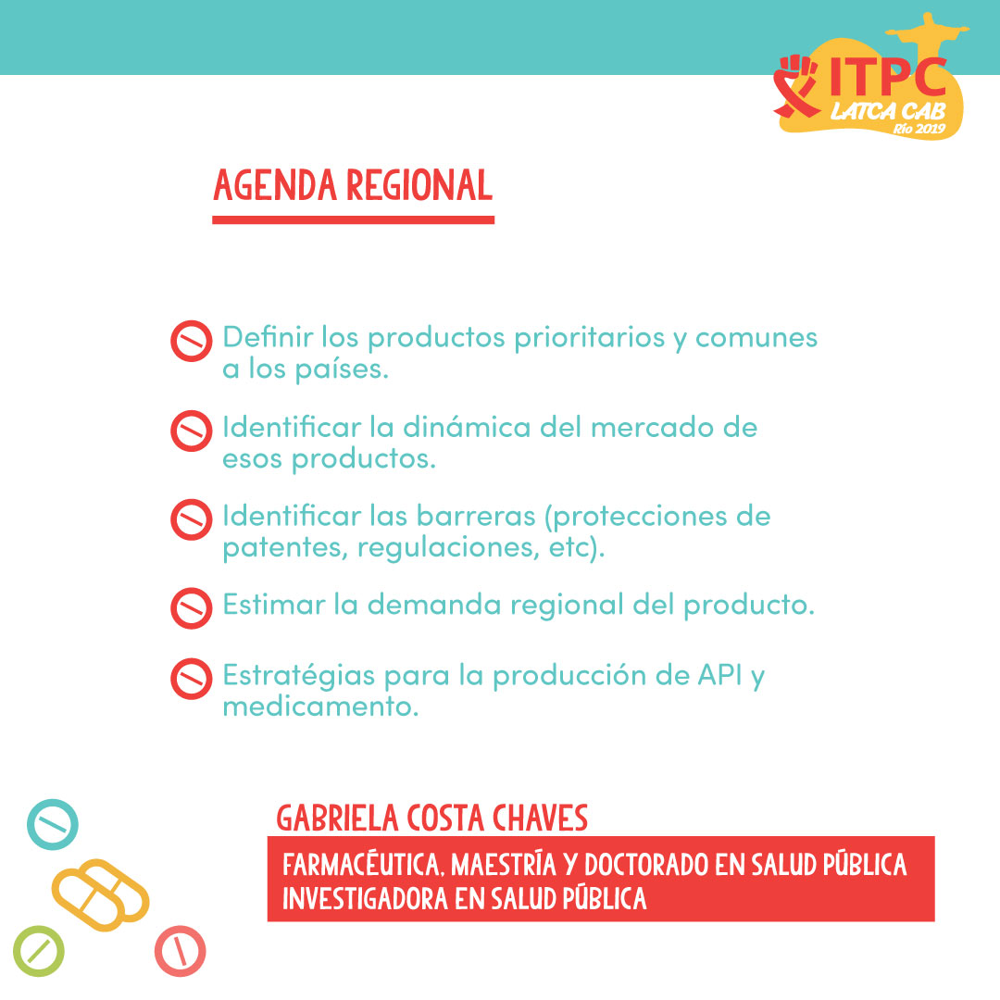 ITPC
LATCA CAB
Río 2019
AGENDA REGIONAL
Definir los productos prioritarios y comunes
a los países.
Identificar la dinámica del mercado de
esos productos.
Identificar las barreras (protecciones de
patentes, regulaciones, etc).
Estimar la demanda regional del producto.
Estratégias para la producción de API y
medicamento.
GABRIELA COSTA CHAVES
FARMACÉUTICA, MAESTRÍA Y DOCTORADO EN SALUD PÚBLICA
INVESTIGADORA EN SALUD PÚBLICA